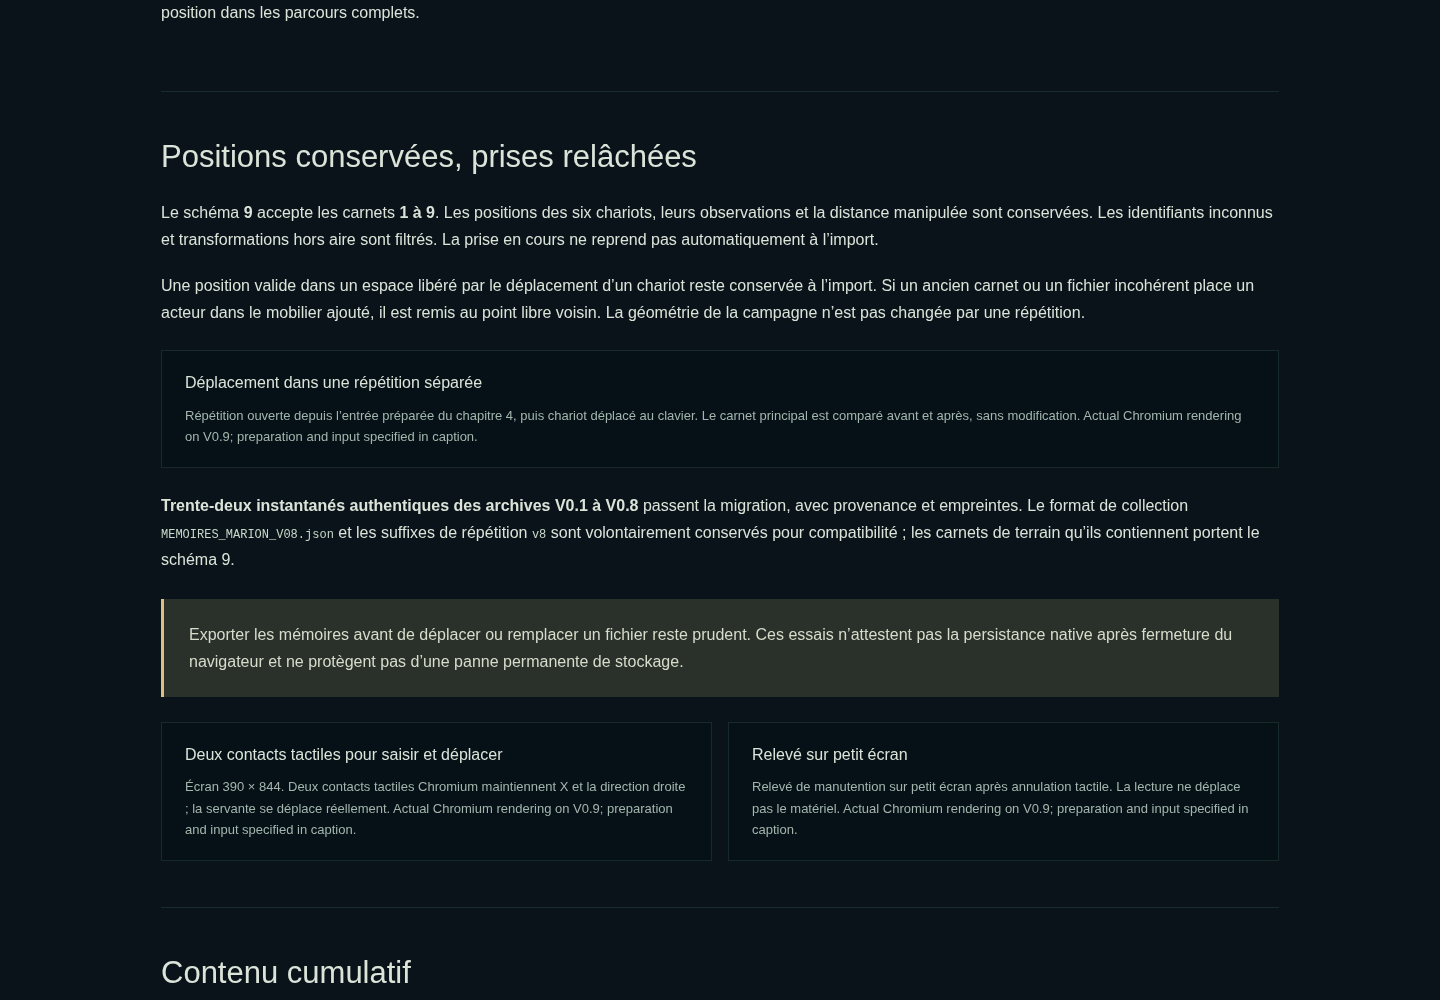 position dans les parcours complets.
Positions conservées, prises relâchées
Le schéma 9 accepte les carnets 1 à 9. Les positions des six chariots, leurs observations et la distance manipulée sont conservées. Les identifiants inconnus
et transformations hors aire sont filtrés. La prise en cours ne reprend pas automatiquement à l’import.
Une position valide dans un espace libéré par le déplacement d’un chariot reste conservée à l’import. Si un ancien carnet ou un fichier incohérent place un
acteur dans le mobilier ajouté, il est remis au point libre voisin. La géométrie de la campagne n’est pas changée par une répétition.
Déplacement dans une répétition séparée
Répétition ouverte depuis l’entrée préparée du chapitre 4, puis chariot déplacé au clavier. Le carnet principal est comparé avant et après, sans modification. Actual Chromium rendering
on V0.9; preparation and input specified in caption.
Trente-deux instantanés authentiques des archives V0.1 à V0.8 passent la migration, avec provenance et empreintes. Le format de collection
MEMOIRES_MARION_V08.json et les suffixes de répétition v8 sont volontairement conservés pour compatibilité ; les carnets de terrain qu’ils contiennent portent le
schéma 9.
Exporter les mémoires avant de déplacer ou remplacer un fichier reste prudent. Ces essais n’attestent pas la persistance native après fermeture du
navigateur et ne protègent pas d’une panne permanente de stockage.
Deux contacts tactiles pour saisir et déplacer
Écran 390 × 844. Deux contacts tactiles Chromium maintiennent X et la direction droite
; la servante se déplace réellement. Actual Chromium rendering on V0.9; preparation
and input specified in caption.
Relevé sur petit écran
Relevé de manutention sur petit écran après annulation tactile. La lecture ne déplace
pas le matériel. Actual Chromium rendering on V0.9; preparation and input specified in
caption.
Contenu cumulatif